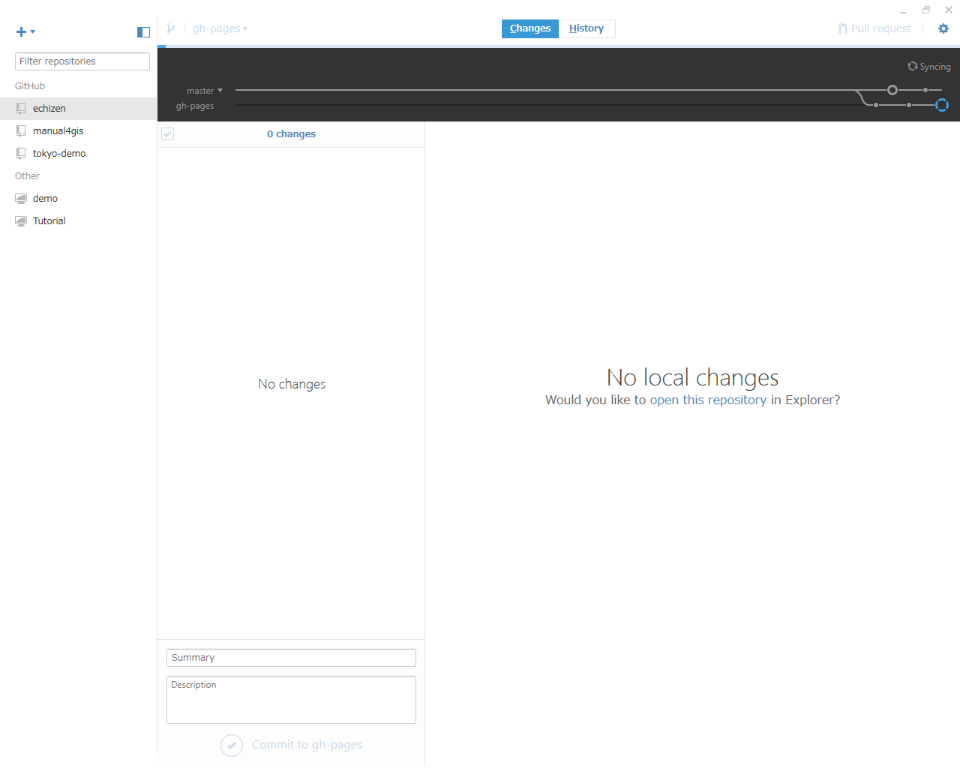 gh-pages
Changes
History
Pull request
Filter repositories
GitHub
echizen
manual4gis
tokyo-demo
Other
demo
Tutorial
Syncing
master
gh-pages
0 changes
No changes
No local changes
Would you like to open this repository in Explorer?
Summary
Description
Commit to gh-pages